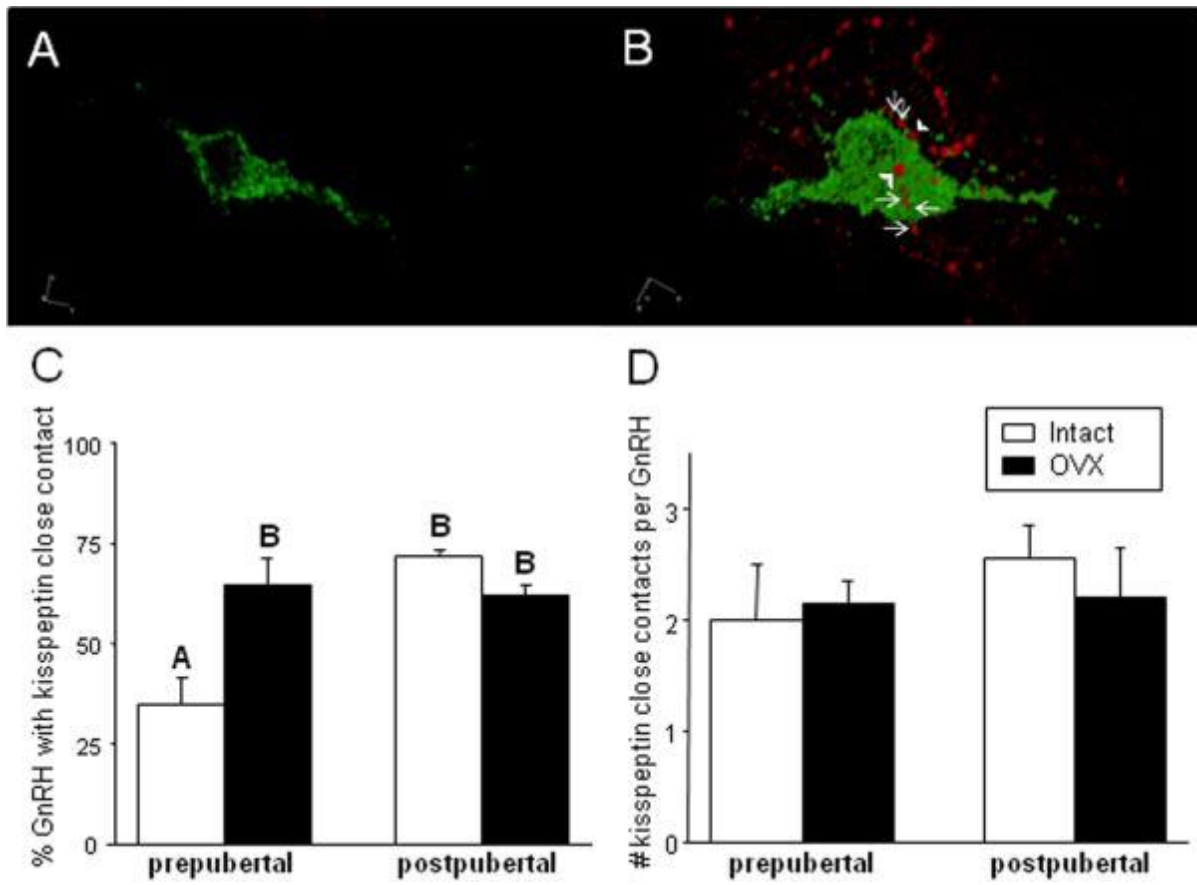 A
B
C
D
% GnRH with kisspeptin close contact
100
75
50
25
0
A
B
B
B
prepubertal
postpubertal
#kisspeptin close contacts per GnRH
3
2
1
0
Intact
OVX
prepubertal
postpubertal